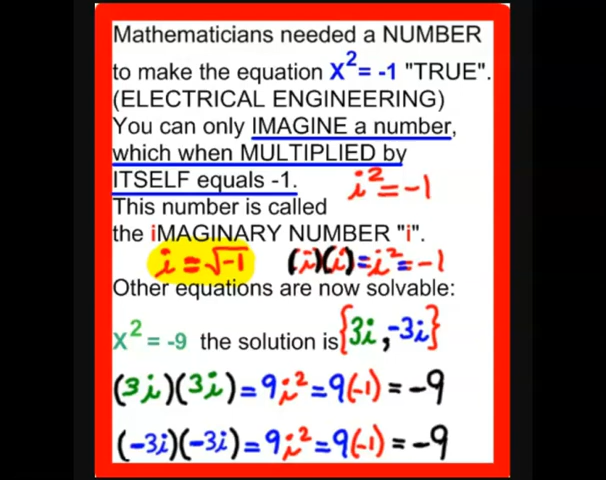 Mathematicians needed a NUMBER
to make the equation x² = -1 "TRUE".
(ELECTRICAL ENGINEERING)
You can only IMAGINE a number,
which when MULTIPLIED by
ITSELF equals -1. i² = -1
This number is called
the iMAGINARY NUMBER "i".
i = √-1 (i)(i) = i² = -1
Other equations are now solvable:
x² = -9 the solution is {3i, -3i}
(3i)(3i) = 9i² = 9(-1) = -9
(-3i)(-3i) = 9i² = 9(-1) = -9